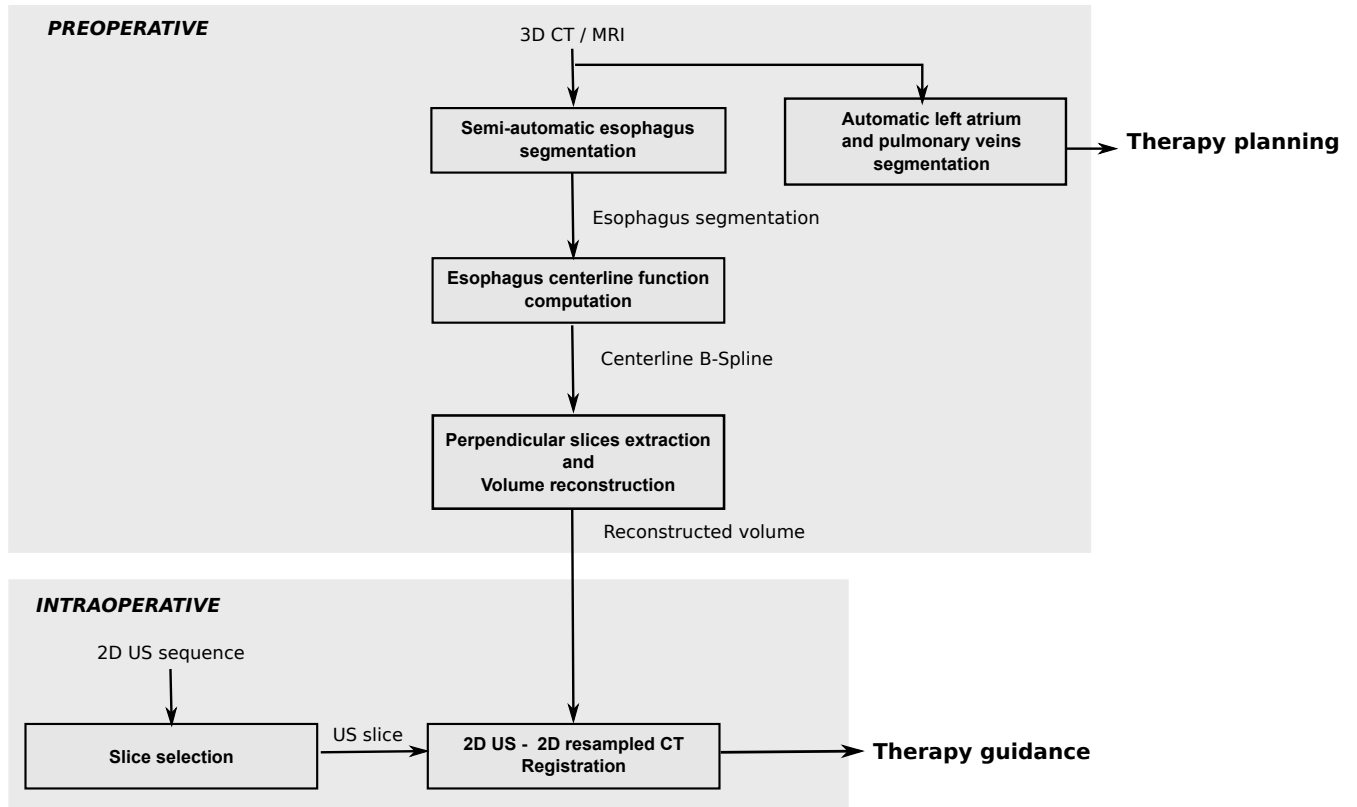 PREOPERATIVE
3D CT / MRI
Semi-automatic esophagus
segmentation
Automatic left atrium
and pulmonary veins
segmentation
Therapy planning
Esophagus segmentation
Esophagus centerline function
computation
Centerline B-Spline
Perpendicular slices extraction
and
Volume reconstruction
Reconstructed volume
INTRAOPERATIVE
2D US sequence
Slice selection
US slice
2D US - 2D resampled CT
Registration
Therapy guidance